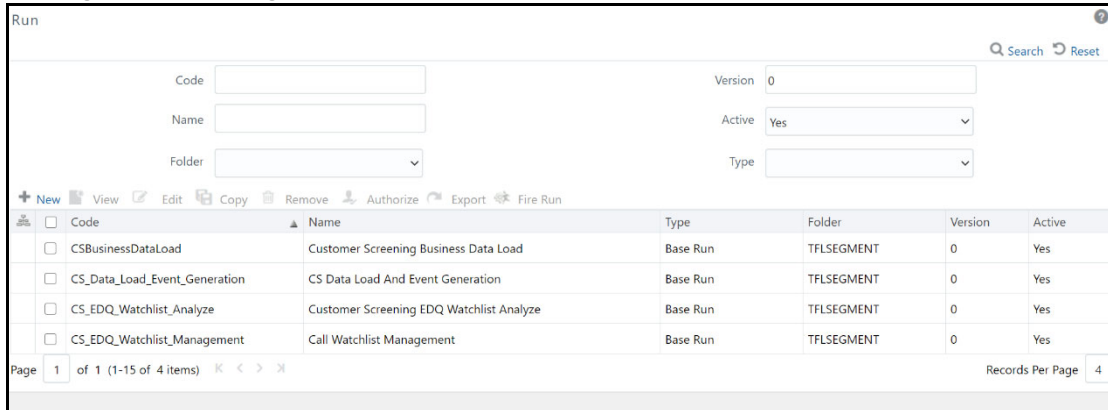 Run
Search Reset
Code Version 0
Name Active Yes
Folder Type
New View Edit Copy Remove Authorize Export Fire Run
Code Name Type Folder Version Active
CSBusinessDataLoad Customer Screening Business Data Load Base Run TFLSEGMENT 0 Yes
CS_Data_Load_Event_Generation CS Data Load And Event Generation Base Run TFLSEGMENT 0 Yes
CS_EDQ_Watchlist_Analyze Customer Screening EDQ Watchlist Analyze Base Run TFLSEGMENT 0 Yes
CS_EDQ_Watchlist_Management Call Watchlist Management Base Run TFLSEGMENT 0 Yes
Page 1 of 1 (1-15 of 4 items) Records Per Page 4